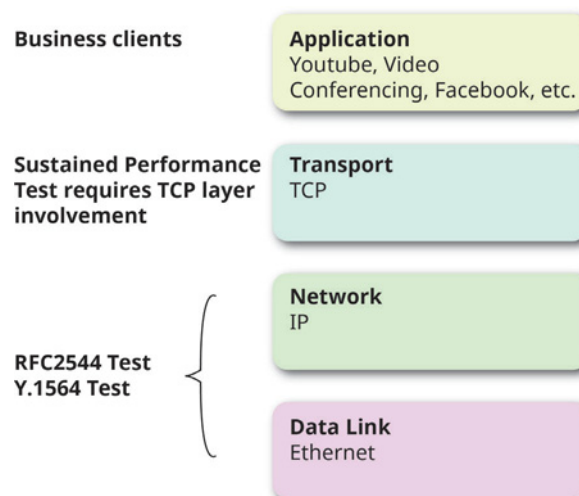 Business clients
Application
Youtube, Video
Conferencing, Facebook, etc.
Sustained Performance
Test requires TCP layer
involvement
Transport
TCP
Network
IP
RFC2544 Test
Y.1564 Test
Data Link
Ethernet